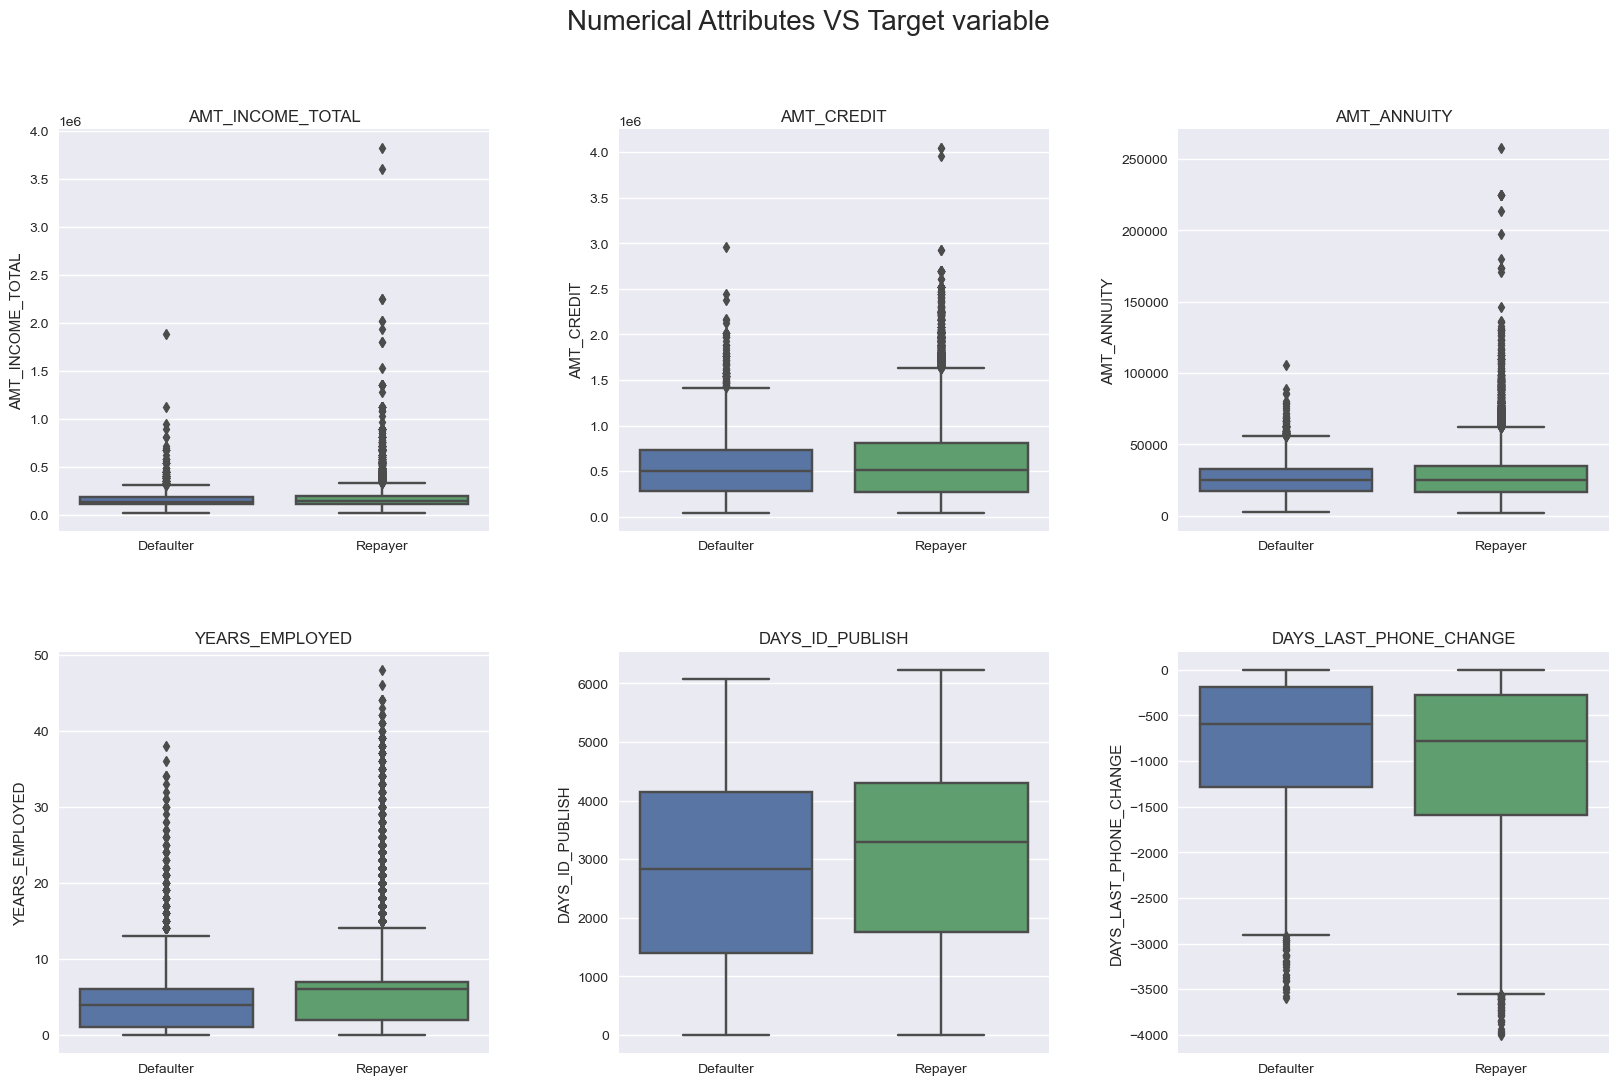 Numerical Attributes VS Target variable
AMT_INCOME_TOTAL
1e6
4.0
3.5
3.0
2.5
2.0
1.5
1.0
0.5
0.0
AMT_INCOME_TOTAL
Defaulter
Repayer
AMT_CREDIT
1e6
4.0
3.5
3.0
2.5
2.0
1.5
1.0
0.5
0.0
AMT_CREDIT
Defaulter
Repayer
AMT_ANNUITY
250000
200000
150000
100000
50000
0
AMT_ANNUITY
Defaulter
Repayer
YEARS_EMPLOYED
50
40
30
20
10
0
YEARS_EMPLOYED
Defaulter
Repayer
DAYS_ID_PUBLISH
6000
5000
4000
3000
2000
1000
0
DAYS_ID_PUBLISH
Defaulter
Repayer
DAYS_LAST_PHONE_CHANGE
0
−500
−1000
−1500
−2000
−2500
−3000
−3500
−4000
DAYS_LAST_PHONE_CHANGE
Defaulter
Repayer